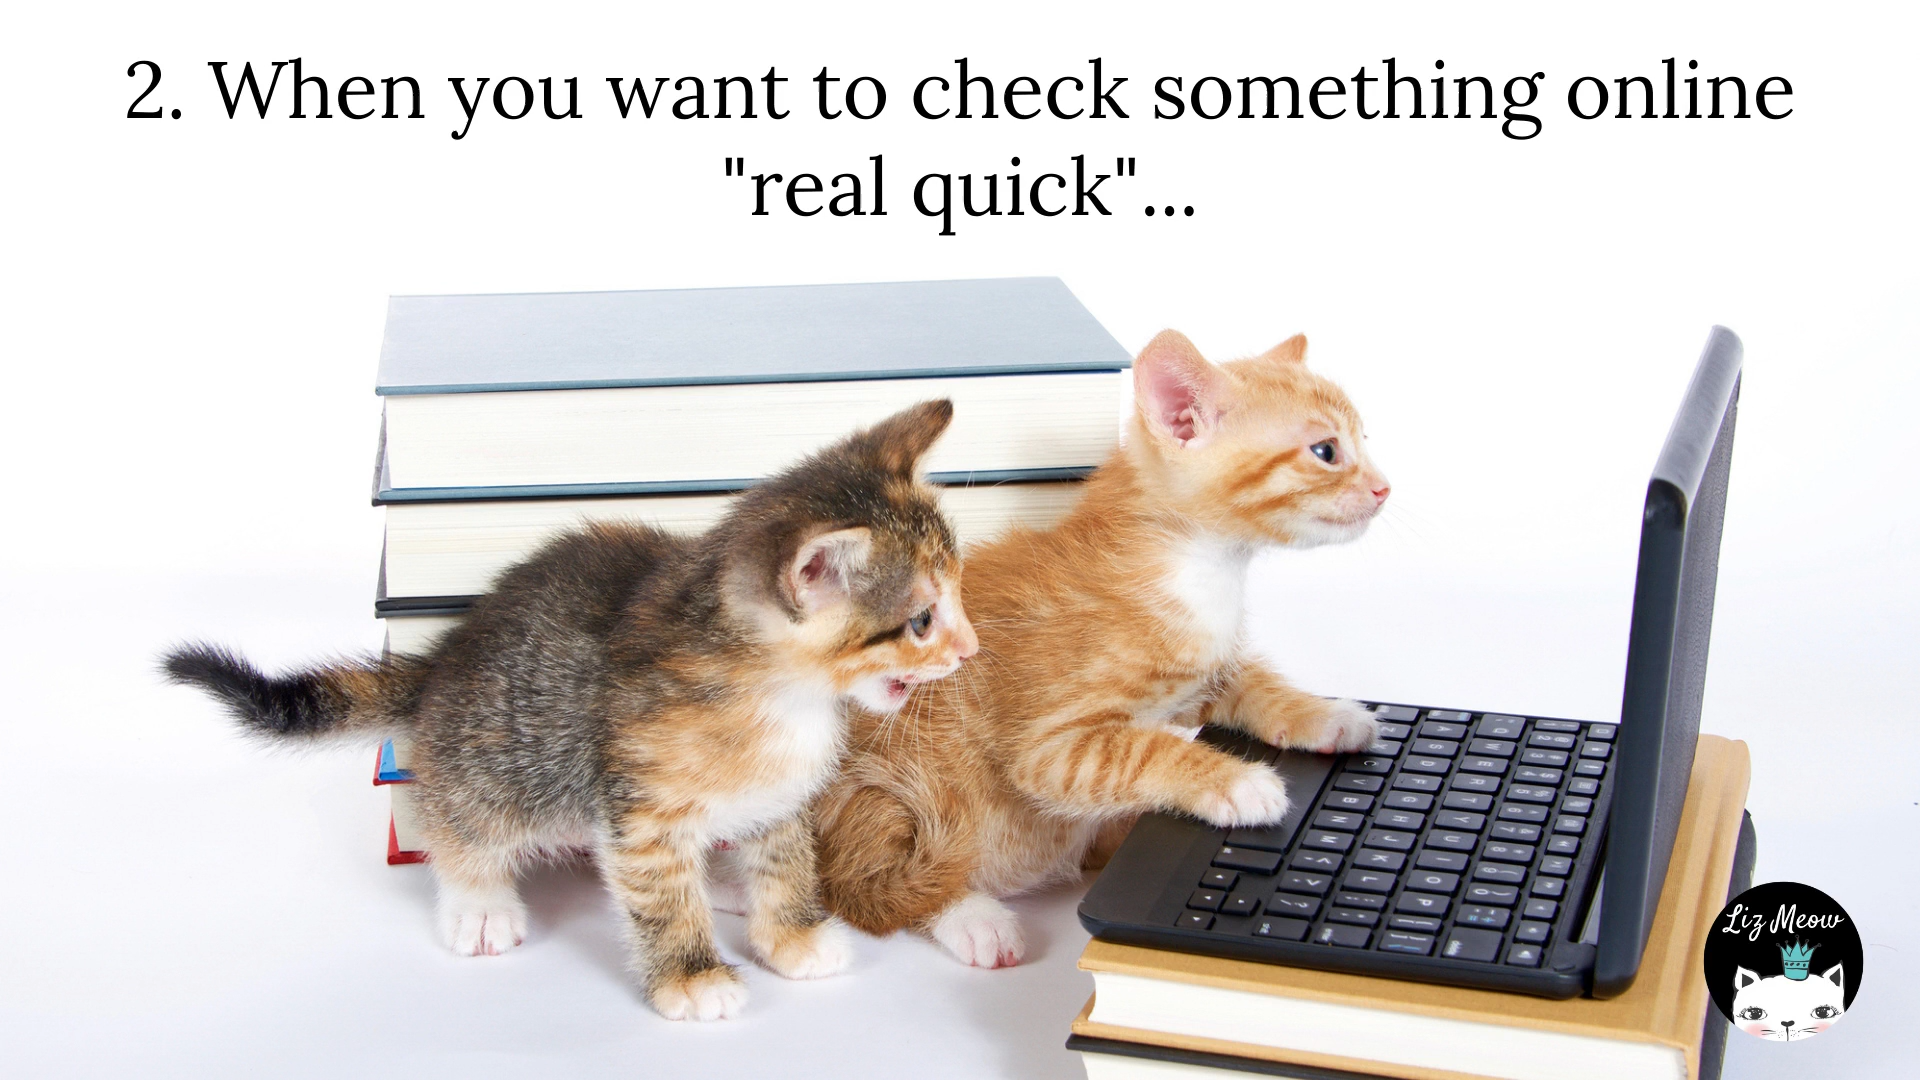 2. When you want to check something online
"real quick"...
Liz Meow